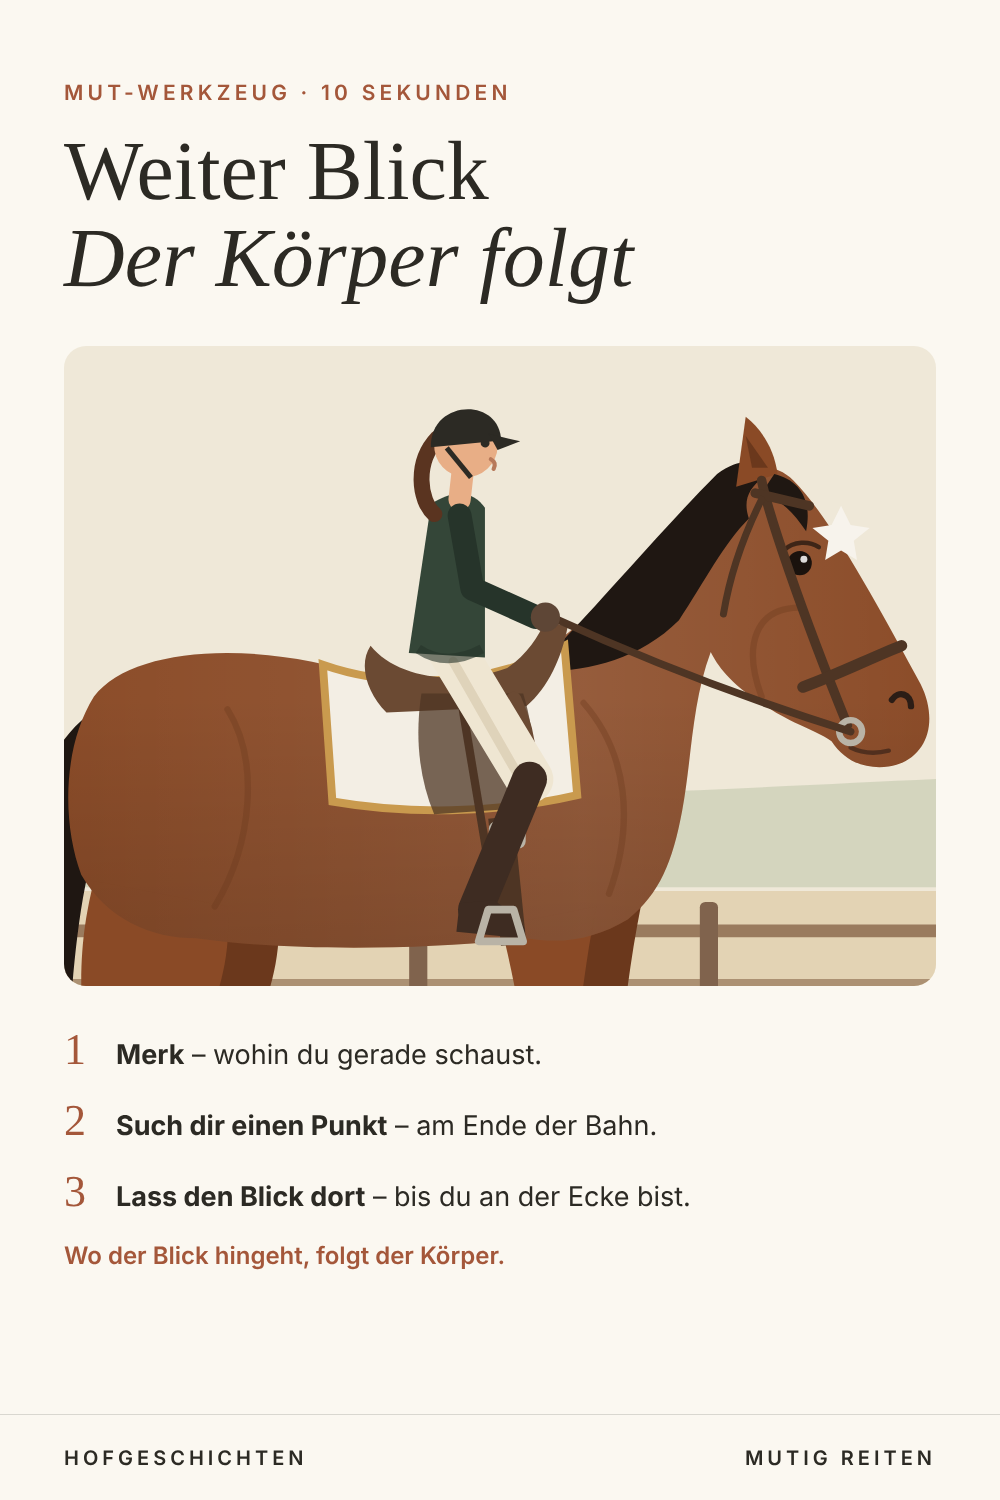 MUT-WERKZEUG · 10 SEKUNDEN
Weiter Blick
Der Körper folgt
1 Merk – wohin du gerade schaust.
2 Such dir einen Punkt – am Ende der Bahn.
3 Lass den Blick dort – bis du an der Ecke bist.
Wo der Blick hingeht, folgt der Körper.
HOFGESCHICHTEN MUTIG REITEN